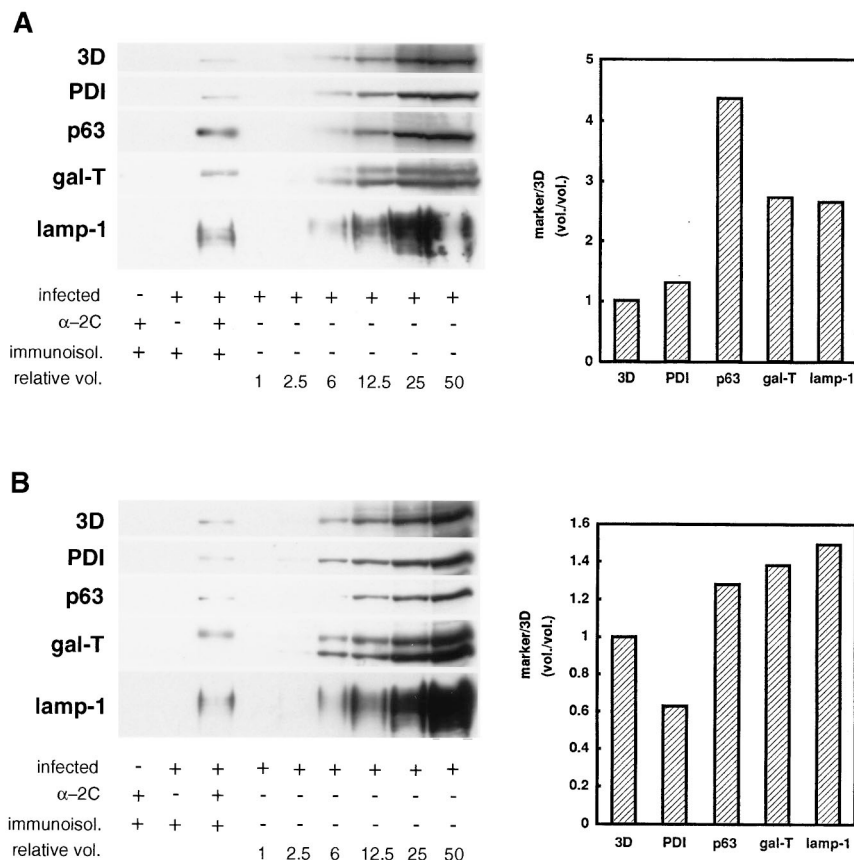 A
3D
PDI
p63
gal-T
lamp-1
infected - + + + + + + + +
α–2C + - + - - - - - -
immunoisol. + + + - - - - - -
relative vol. 1 2.5 6 12.5 25 50
marker/3D
(vol./vol.)
5
4
3
2
1
0
3D PDI p63 gal-T lamp-1
B
3D
PDI
p63
gal-T
lamp-1
infected - + + + + + + + +
α–2C + - + - - - - - -
immunoisol. + + + - - - - - -
relative vol. 1 2.5 6 12.5 25 50
marker/3D
(vol./vol.)
1.6
1.4
1.2
1
0.8
0.6
0.4
0.2
0
3D PDI p63 gal-T lamp-1